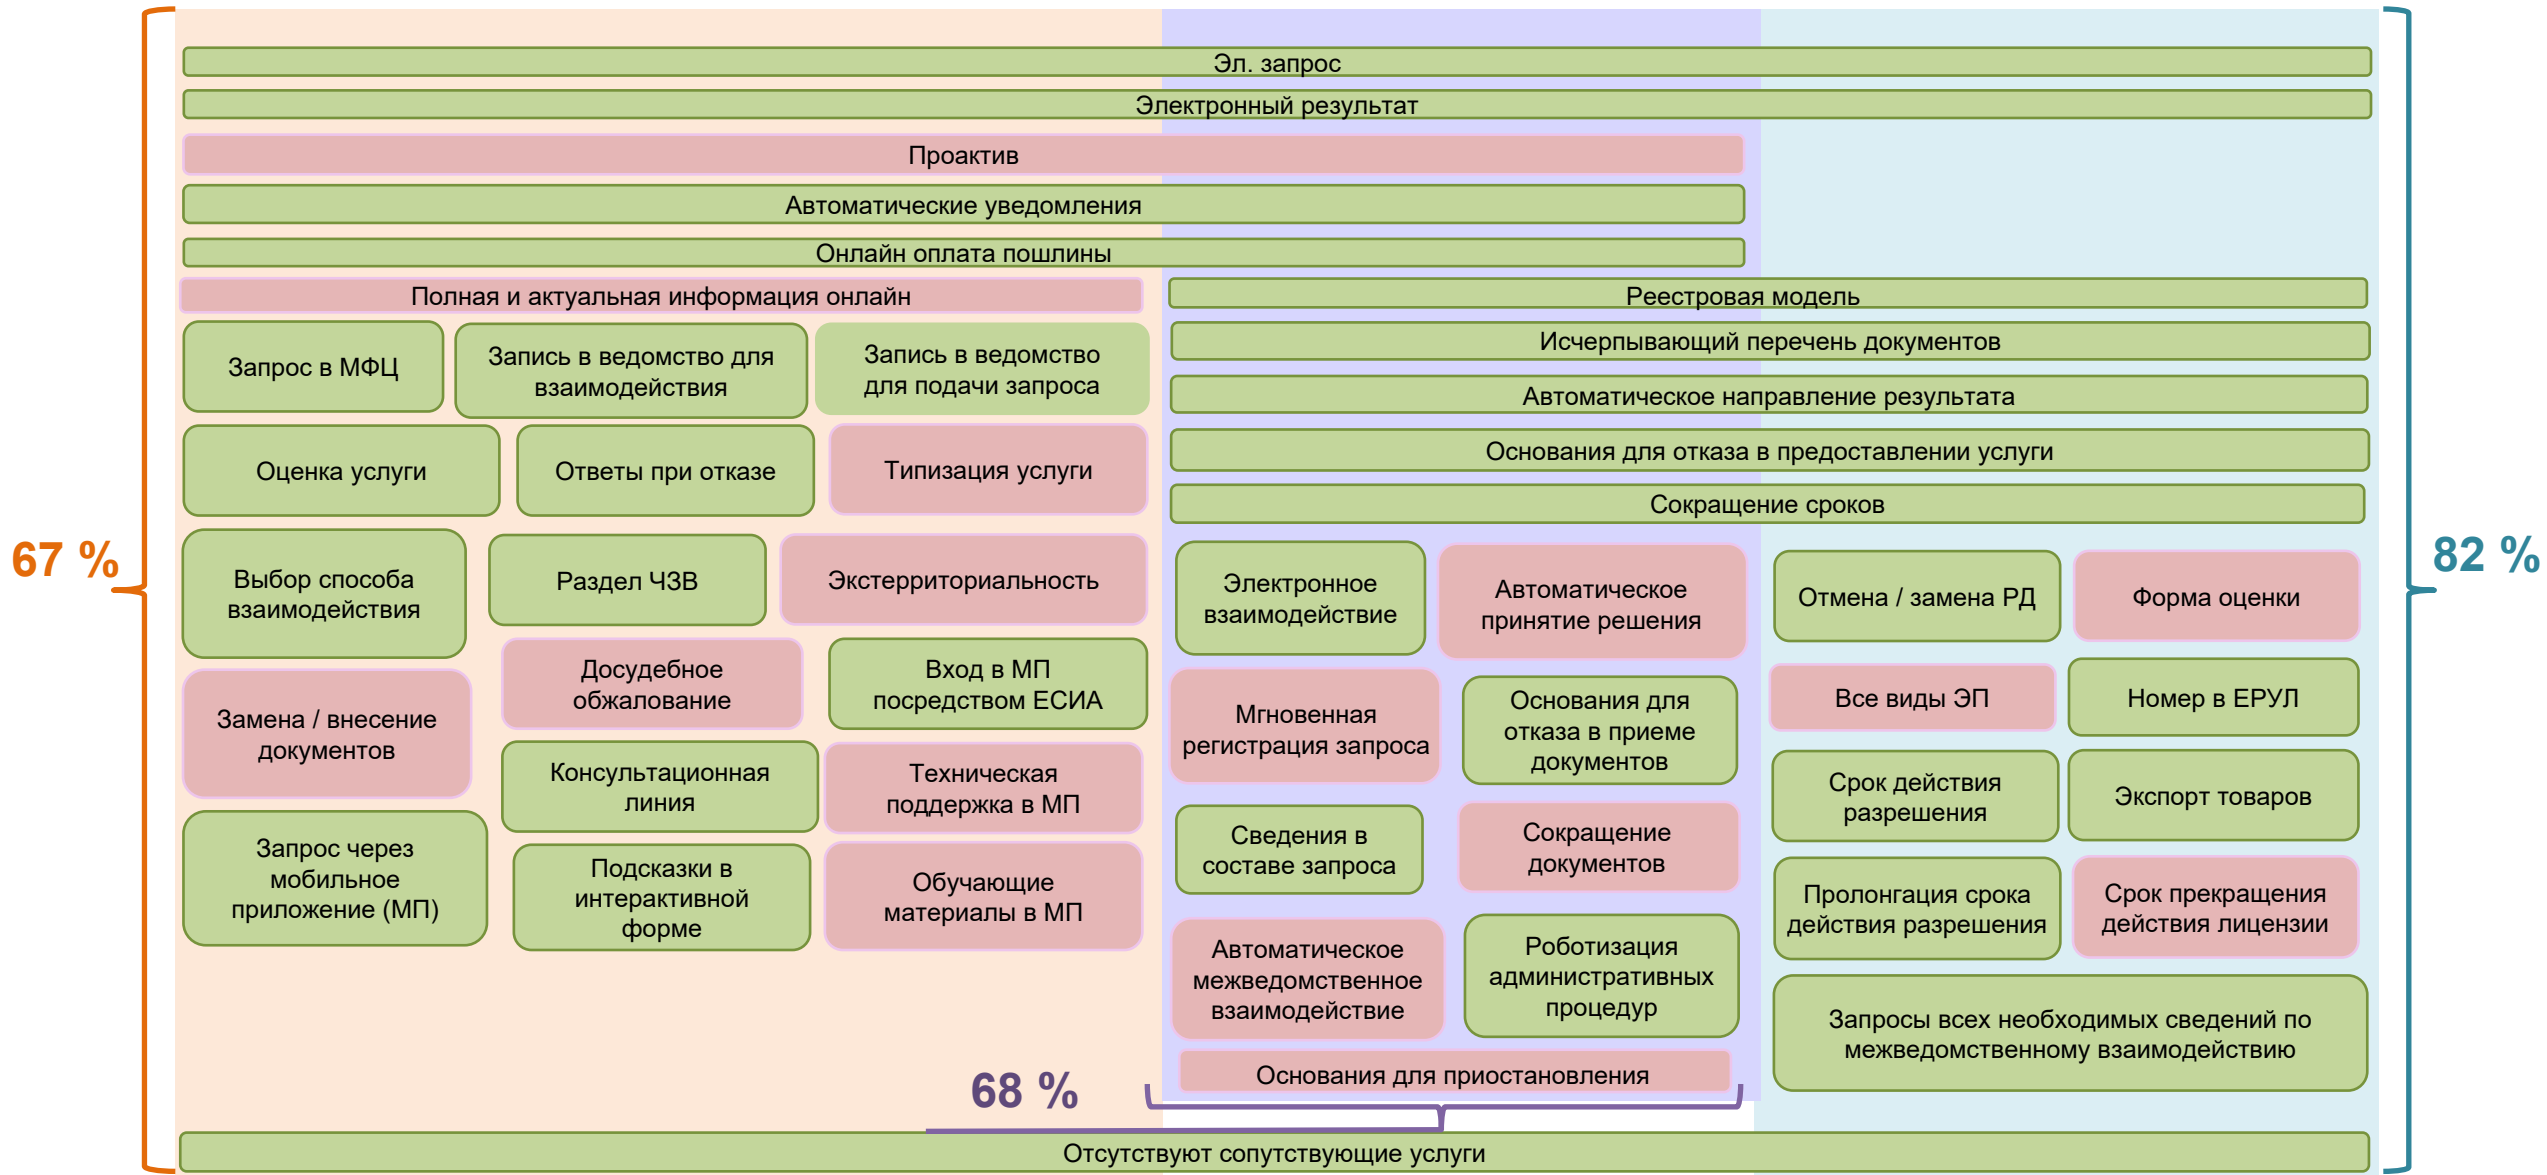 Эл. запрос
Электронный результат
Проактив
Автоматические уведомления
Онлайн оплата пошлины
Полная и актуальная информация онлайн
Запрос в МФЦ
Запись в ведомство для
взаимодействия
Запись в ведомство
для подачи запроса
Оценка услуги
Ответы при отказе
Типизация услуги
67 %
Выбор способа
взаимодействия
Раздел ЧЗВ
Экстерриториальность
Досудебное
обжалование
Вход в МП
посредством ЕСИА
Замена / внесение
документов
Консультационная
линия
Техническая
поддержка в МП
Запрос через
мобильное
приложение (МП)
Подсказки в
интерактивной
форме
Обучающие
материалы в МП
Реестровая модель
Исчерпывающий перечень документов
Автоматическое направление результата
Основания для отказа в предоставлении услуги
Сокращение сроков
Электронное
взаимодействие
Автоматическое
принятие решения
Мгновенная
регистрация запроса
Основания для
отказа в приеме
документов
Сведения в
составе запроса
Сокращение
документов
Автоматическое
межведомственное
взаимодействие
Роботизация
административных
процедур
Основания для приостановления
68 %
Отмена / замена РД
Форма оценки
82 %
Все виды ЭП
Номер в ЕРУЛ
Срок действия
разрешения
Экспорт товаров
Пролонгация срока
действия разрешения
Срок прекращения
действия лицензии
Запросы всех необходимых сведений по
межведомственному взаимодействию
Отсутствуют сопутствующие услуги